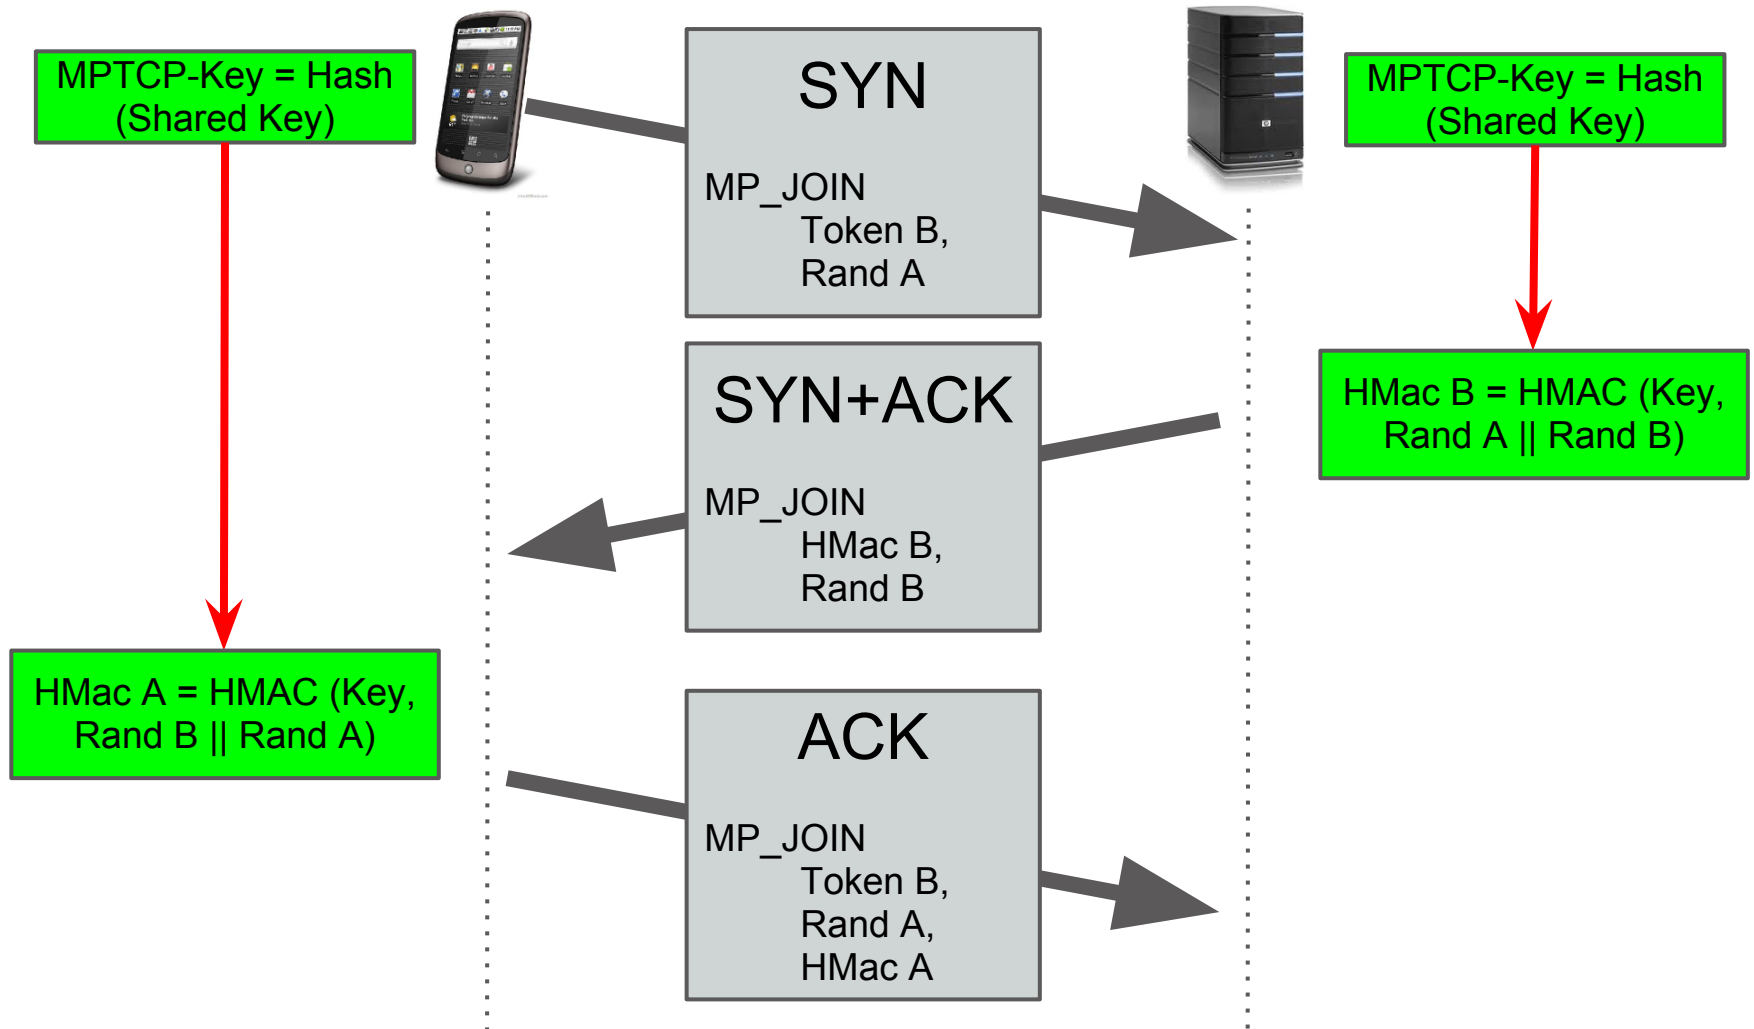 MPTCP-Key = Hash
(Shared Key)
SYN
MP_JOIN
Token B,
Rand A
MPTCP-Key = Hash
(Shared Key)
SYN+ACK
MP_JOIN
HMac B,
Rand B
HMac B = HMAC (Key,
Rand A || Rand B)
HMac A = HMAC (Key,
Rand B || Rand A)
ACK
MP_JOIN
Token B,
Rand A,
HMac A